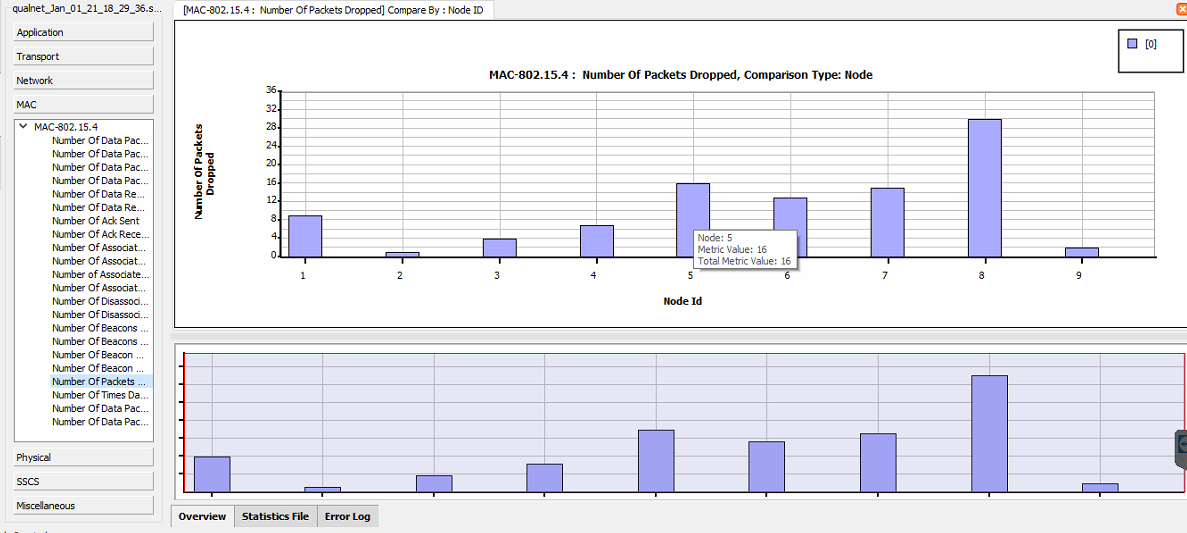 qualnet_Jan_01_21_18_29_36.s...
[MAC-802.15.4 : Number Of Packets Dropped] Compare By : Node ID
Application
Transport
Network
MAC
MAC-802.15.4
Number Of Data Pac...
Number Of Data Pac...
Number Of Data Pac...
Number Of Data Pac...
Number Of Data Re...
Number Of Data Re...
Number Of Ack Sent
Number Of Ack Rece...
Number Of Associat...
Number Of Associat...
Number of Associate...
Number Of Associat...
Number Of Disassoci...
Number Of Disassoci...
Number Of Beacons ...
Number Of Beacons ...
Number Of Beacon ...
Number Of Beacon ...
Number Of Packets ...
Number Of Times Da...
Number Of Data Pac...
Number Of Data Pac...
Physical
SSCS
Miscellaneous
[0]
MAC-802.15.4 : Number Of Packets Dropped, Comparison Type: Node
Number Of Packets
Dropped
36
32
28
24
20
16
12
8
4
0
Node: 5
Metric Value: 16
Total Metric Value: 16
1 2 3 4 5 6 7 8 9
Node Id
Overview Statistics File Error Log